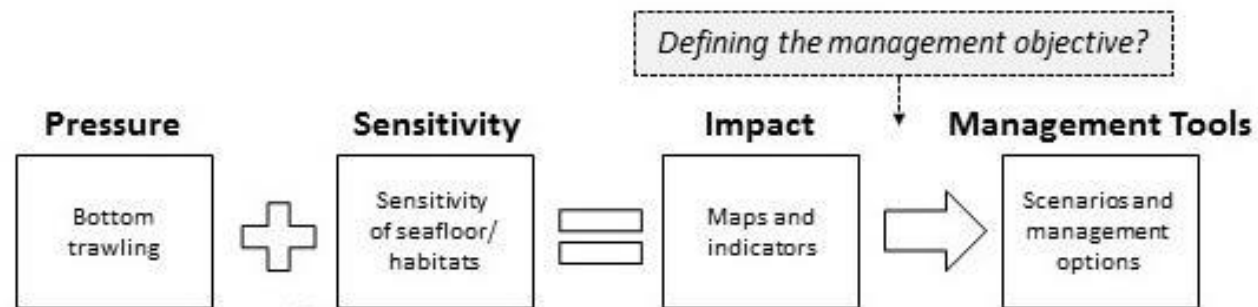 Defining the management objective?
Pressure
Sensitivity
Impact
Management Tools
Bottom
trawling
Sensitivity
of seafloor/
habitats
Maps and
indicators
Scenarios and
management
options